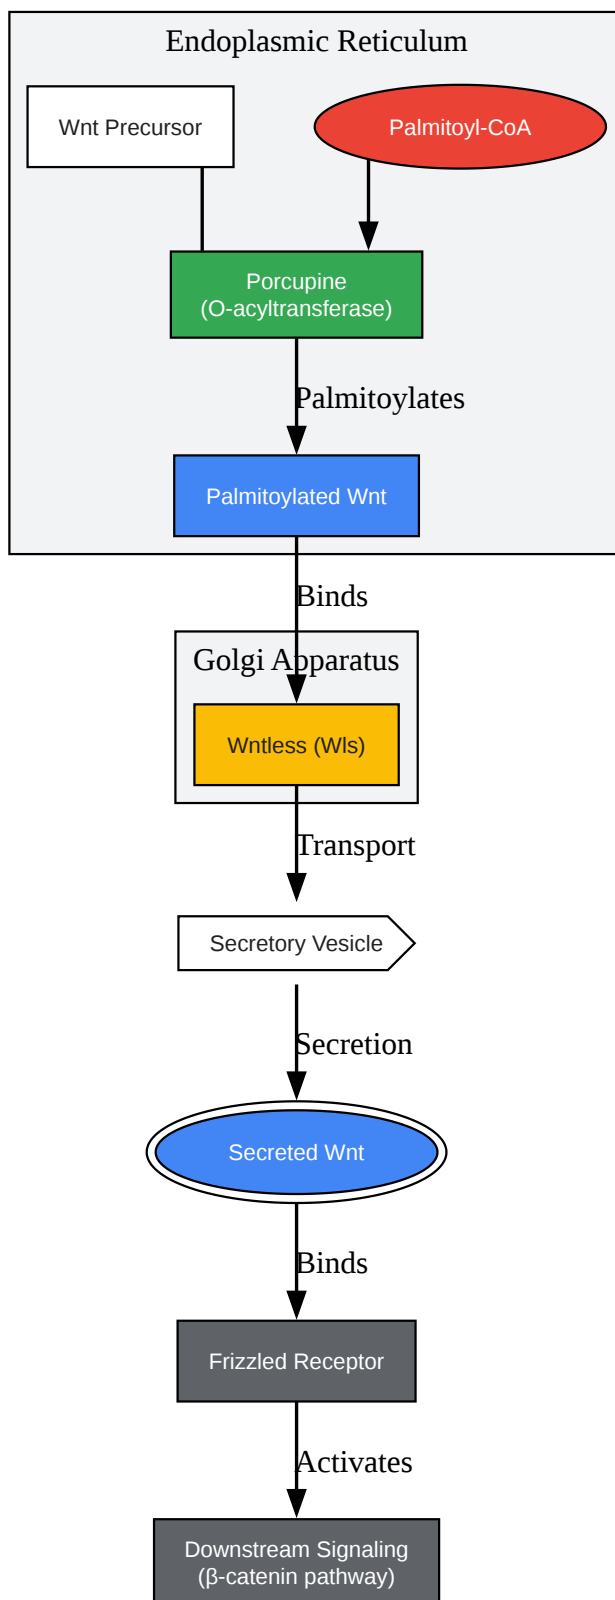 Endoplasmic Reticulum
Wnt Precursor
Palmitoyl-CoA
Porcupine
(O-acyltransferase)
Palmitoylates
Palmitoylated Wnt
Binds
Golgi Apparatus
Wntless (Wls)
Transport
Secretory Vesicle
Secretion
Secreted Wnt
Binds
Frizzled Receptor
Activates
Downstream Signaling
(β-catenin pathway)